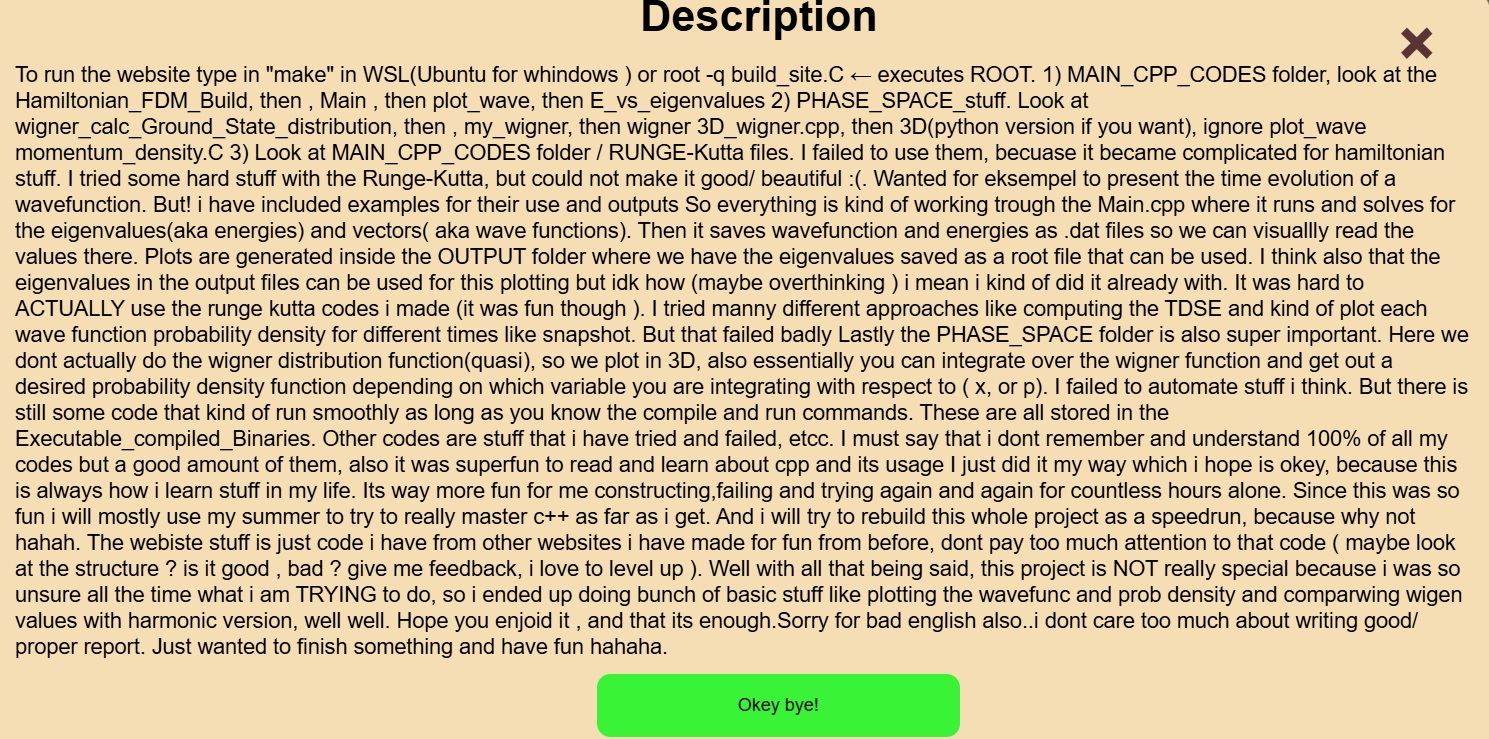 Description
To run the website type in "make" in WSL(Ubuntu for whindows ) or root -q build_site.C ← executes ROOT. 1) MAIN_CPP_CODES folder, look at the
Hamiltonian_FDM_Build, then , Main , then plot_wave, then E_vs_eigenvalues 2) PHASE_SPACE_stuff. Look at
wigner_calc_Ground_State_distribution, then , my_wigner, then wigner 3D_wigner.cpp, then 3D(python version if you want), ignore plot_wave
momentum_density.C 3) Look at MAIN_CPP_CODES folder / RUNGE-Kutta files. I failed to use them, becuase it became complicated for hamiltonian
stuff. I tried some hard stuff with the Runge-Kutta, but could not make it good/ beautiful :(. Wanted for eksempel to present the time evolution of a
wavefunction. But! i have included examples for their use and outputs So everything is kind of working trough the Main.cpp where it runs and solves for
the eigenvalues(aka energies) and vectors( aka wave functions). Then it saves wavefunction and energies as .dat files so we can visuallly read the
values there. Plots are generated inside the OUTPUT folder where we have the eigenvalues saved as a root file that can be used. I think also that the
eigenvalues in the output files can be used for this plotting but idk how (maybe overthinking ) i mean i kind of did it already with. It was hard to
ACTUALLY use the runge kutta codes i made (it was fun though ). I tried manny different approaches like computing the TDSE and kind of plot each
wave function probability density for different times like snapshot. But that failed badly Lastly the PHASE_SPACE folder is also super important. Here we
dont actually do the wigner distribution function(quasi), so we plot in 3D, also essentially you can integrate over the wigner function and get out a
desired probability density function depending on which variable you are integrating with respect to ( x, or p). I failed to automate stuff i think. But there is
still some code that kind of run smoothly as long as you know the compile and run commands. These are all stored in the
Executable_compiled_Binaries. Other codes are stuff that i have tried and failed, etcc. I must say that i dont remember and understand 100% of all my
codes but a good amount of them, also it was superfun to read and learn about cpp and its usage I just did it my way which i hope is okey, because this
is always how i learn stuff in my life. Its way more fun for me constructing,failing and trying again and again for countless hours alone. Since this was so
fun i will mostly use my summer to try to really master c++ as far as i get. And i will try to rebuild this whole project as a speedrun, because why not
hahah. The webiste stuff is just code i have from other websites i have made for fun from before, dont pay too much attention to that code ( maybe look
at the structure ? is it good , bad ? give me feedback, i love to level up ). Well with all that being said, this project is NOT really special because i was so
unsure all the time what i am TRYING to do, so i ended up doing bunch of basic stuff like plotting the wavefunc and prob density and comparwing wigen
values with harmonic version, well well. Hope you enjoid it , and that its enough.Sorry for bad english also..i dont care too much about writing good/
proper report. Just wanted to finish something and have fun hahaha.
Okey bye!